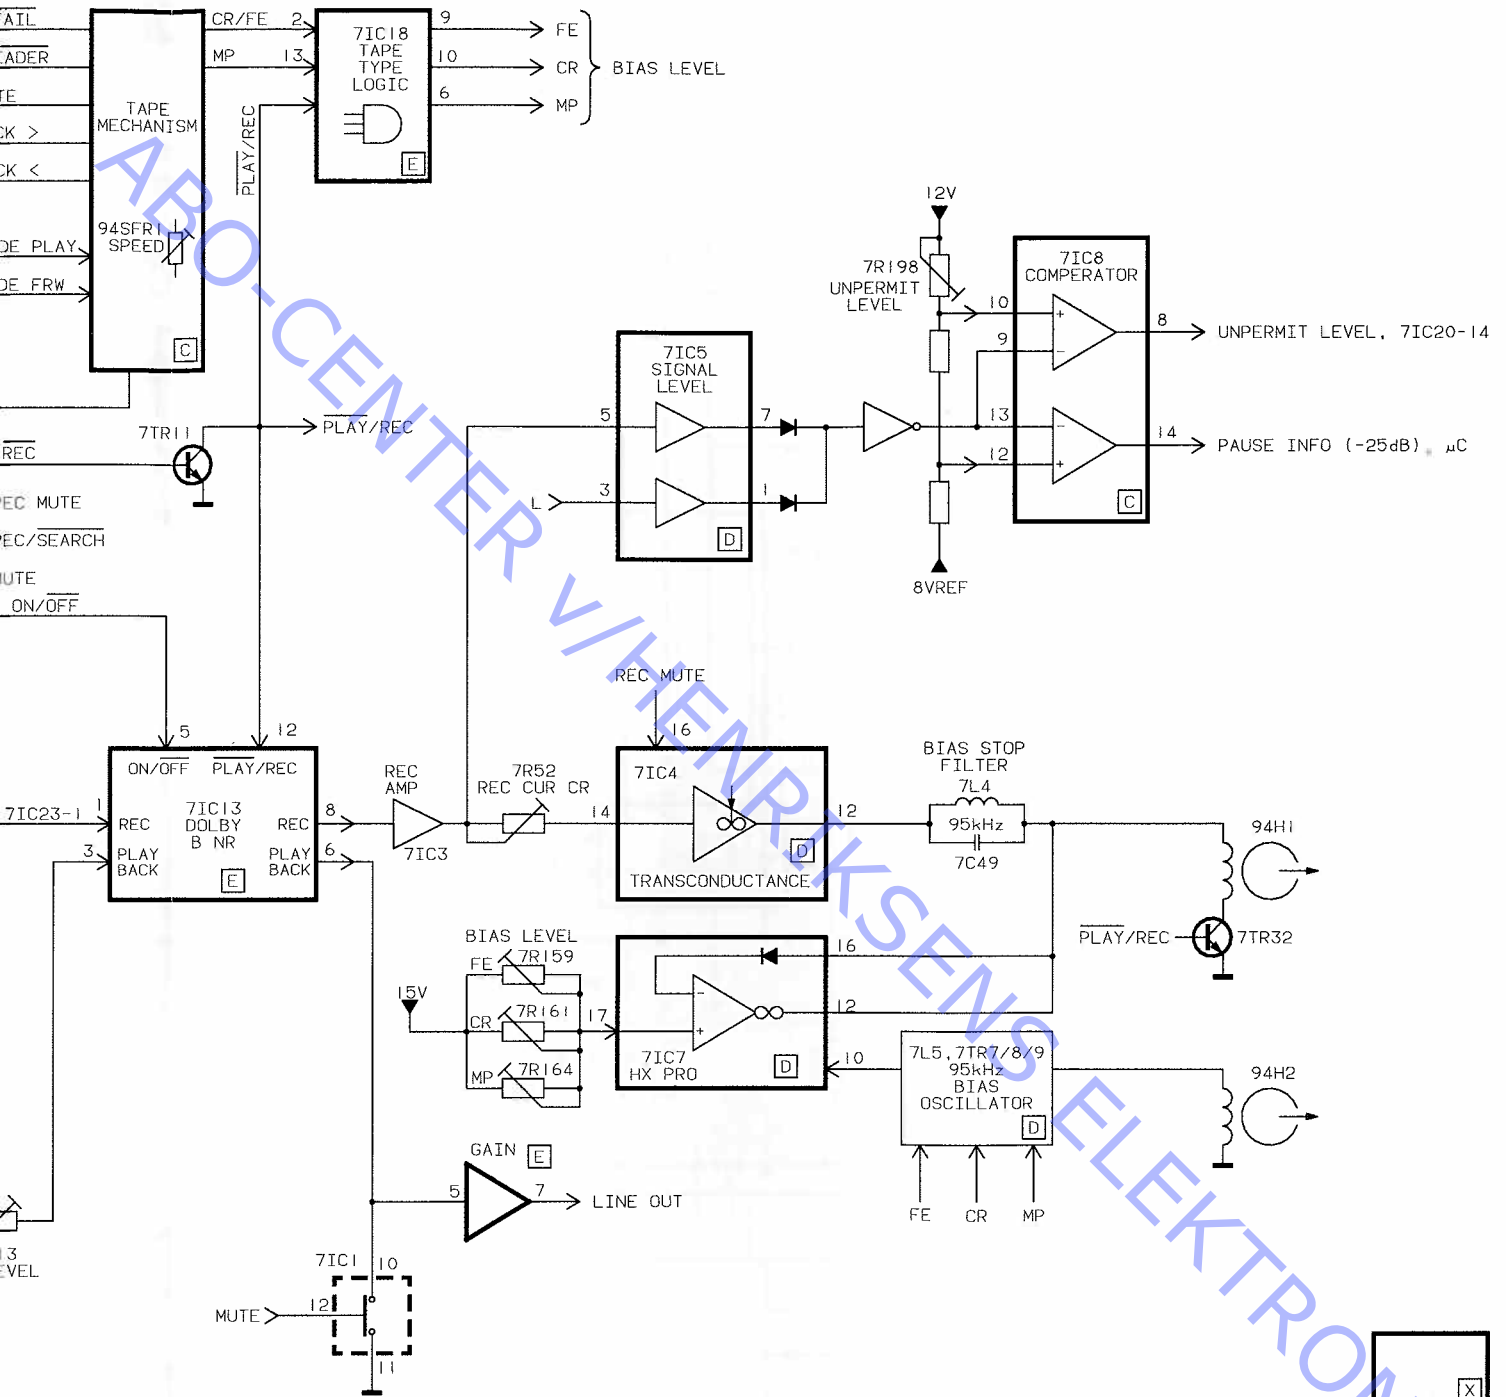 CR/FE 2
MP 13
TAPE
MECHANISM
94SFR1
SPEED
C
7IC18
TAPE
TYPE
LOGIC
E
9 FE
10 CR
6 MP
BIAS LEVEL
PLAY/REC
TE
CK >
CK <
DE PLAY
DE FRW
7TR11
PLAY/REC
REC
EC MUTE
EC/SEARCH
UTE
ON/OFF
12V
7R198
UNPERMIT
LEVEL
8VREF
7IC8
COMPERATOR
10
+
9
-
13
-
12
+
C
8
UNPERMIT LEVEL, 7IC20-14
14
PAUSE INFO (-25dB), µC
7IC5
SIGNAL
LEVEL
5
7
L
3
1
D
5
12
ON/OFF PLAY/REC
7IC23-1
1
REC
7IC13
DOLBY
B NR
REC
8
3
PLAY
BACK
PLAY
BACK
6
E
REC
AMP
7IC3
7R52
REC CUR CR
REC MUTE
16
7IC4
14
12
D
TRANSCONDUCTANCE
BIAS STOP
FILTER
7L4
95kHz
7C49
94H1
PLAY/REC
7TR32
BIAS LEVEL
FE 7R159
15V
CR 7R161
MP 7R164
17
16
-
+
12
7IC7
HX PRO
D
10
7L5,7TR7/8/9
95kHz
BIAS
OSCILLATOR
D
94H2
FE CR MP
GAIN E
5
7
LINE OUT
13
EVEL
7IC1
10
MUTE
12
11
X
ABO-CENTER v/HENRIKSENS ELEKTRO